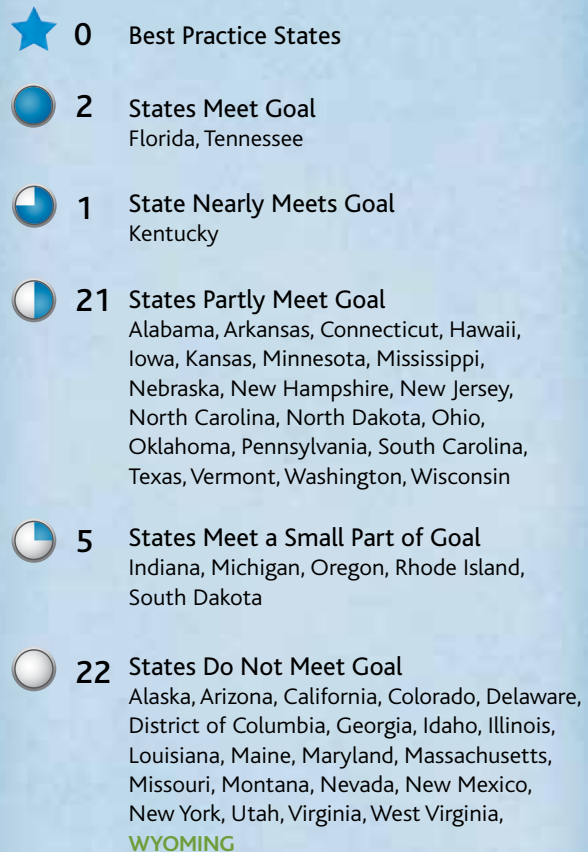 0 Best Practice States
2 States Meet Goal
Florida, Tennessee
1 State Nearly Meets Goal
Kentucky
21 States Partly Meet Goal
Alabama, Arkansas, Connecticut, Hawaii,
Iowa, Kansas, Minnesota, Mississippi,
Nebraska, New Hampshire, New Jersey,
North Carolina, North Dakota, Ohio,
Oklahoma, Pennsylvania, South Carolina,
Texas, Vermont, Washington, Wisconsin
5 States Meet a Small Part of Goal
Indiana, Michigan, Oregon, Rhode Island,
South Dakota
22 States Do Not Meet Goal
Alaska, Arizona, California, Colorado, Delaware,
District of Columbia, Georgia, Idaho, Illinois,
Louisiana, Maine, Maryland, Massachusetts,
Missouri, Montana, Nevada, New Mexico,
New York, Utah, Virginia, West Virginia,
WYOMING